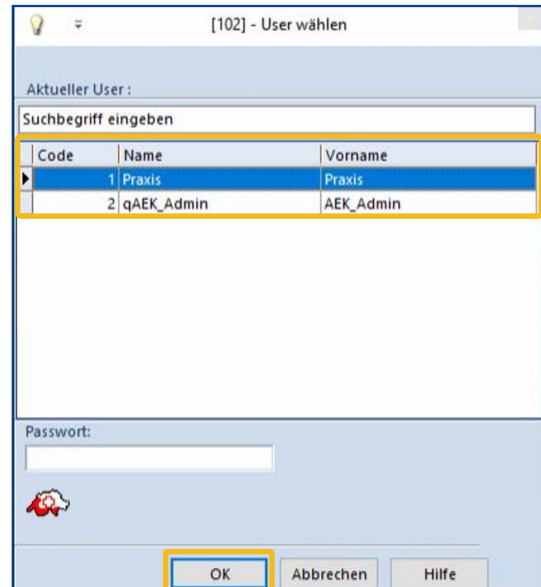 [102] - User wählen
Aktueller User :
Suchbegriff eingeben
Code Name Vorname
1 Praxis Praxis
2 qAEK_Admin AEK_Admin
Passwort:
OK Abbrechen Hilfe